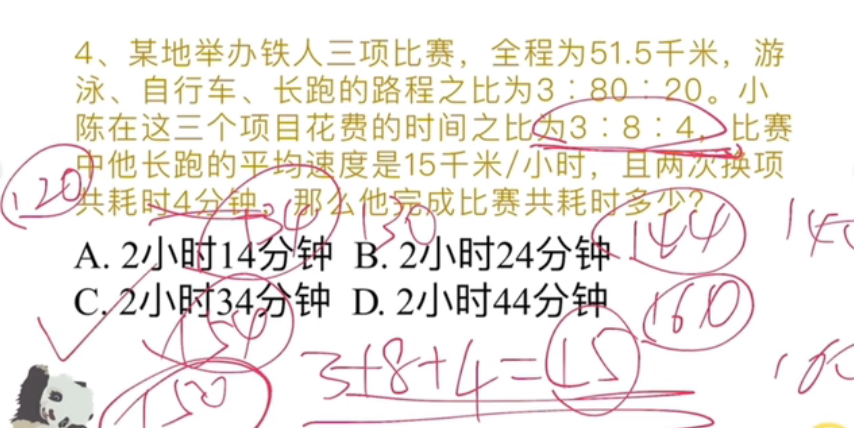 4、某地举办铁人三项比赛，全程为51.5千米，游
泳、自行车、长跑的路程之比为3：80：20。小
陈在这三个项目花费的时间之比为3：8：4，比赛
中他长跑的平均速度是15千米/小时，且两次换项
共耗时4分钟。那么他完成比赛共耗时多少？
120
134 130
A. 2小时14分钟 B. 2小时24分钟 144
C. 2小时34分钟 D. 2小时44分钟 160
154
150 3+8+4=15